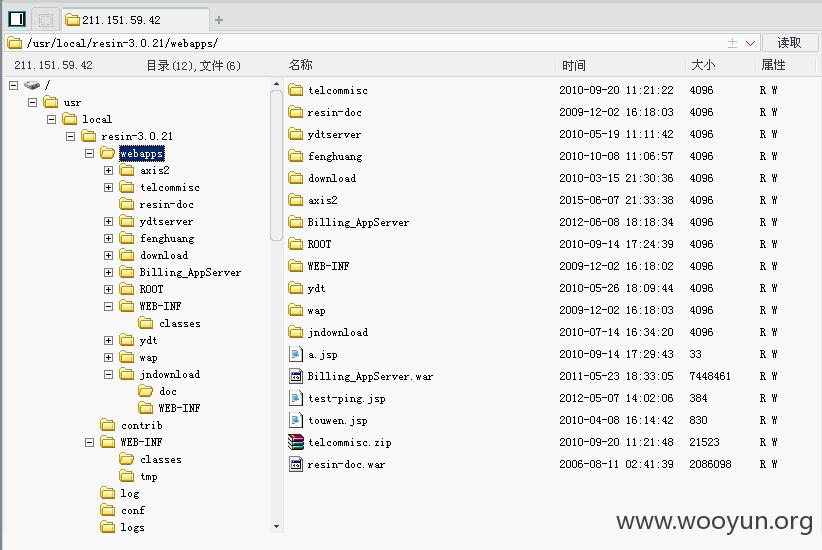 211.151.59.42
/usr/local/resin-3.0.21/webapps/ 读取
211.151.59.42 目录(12),文件(6) 名称 时间 大小 属性
/
usr
local
resin-3.0.21
webapps
axis2
telcommisc
resin-doc
ydtserver
fenghuang
download
Billing_AppServer
ROOT
WEB-INF
classes
ydt
wap
jndownload
doc
WEB-INF
contrib
WEB-INF
classes
tmp
log
conf
logs
telcommisc 2010-09-20 11:21:22 4096 R W
resin-doc 2009-12-02 16:18:03 4096 R W
ydtserver 2010-05-19 11:11:42 4096 R W
fenghuang 2010-10-08 11:06:57 4096 R W
download 2010-03-15 21:30:36 4096 R W
axis2 2015-06-07 21:33:38 4096 R W
Billing_AppServer 2012-06-08 18:18:34 4096 R W
ROOT 2010-09-14 17:24:39 4096 R W
WEB-INF 2009-12-02 16:18:02 4096 R W
ydt 2010-05-26 18:09:44 4096 R W
wap 2009-12-02 16:18:03 4096 R W
jndownload 2010-07-14 16:34:20 4096 R W
a.jsp 2010-09-14 17:29:43 33 R W
Billing_AppServer.war 2011-05-23 18:33:05 7448461 R W
test-ping.jsp 2012-05-07 14:02:06 384 R W
touwen.jsp 2010-04-08 16:14:42 830 R W
telcommisc.zip 2010-09-20 11:21:48 21523 R W
resin-doc.war 2006-08-11 02:41:39 2086098 R W
www.wooyun.org